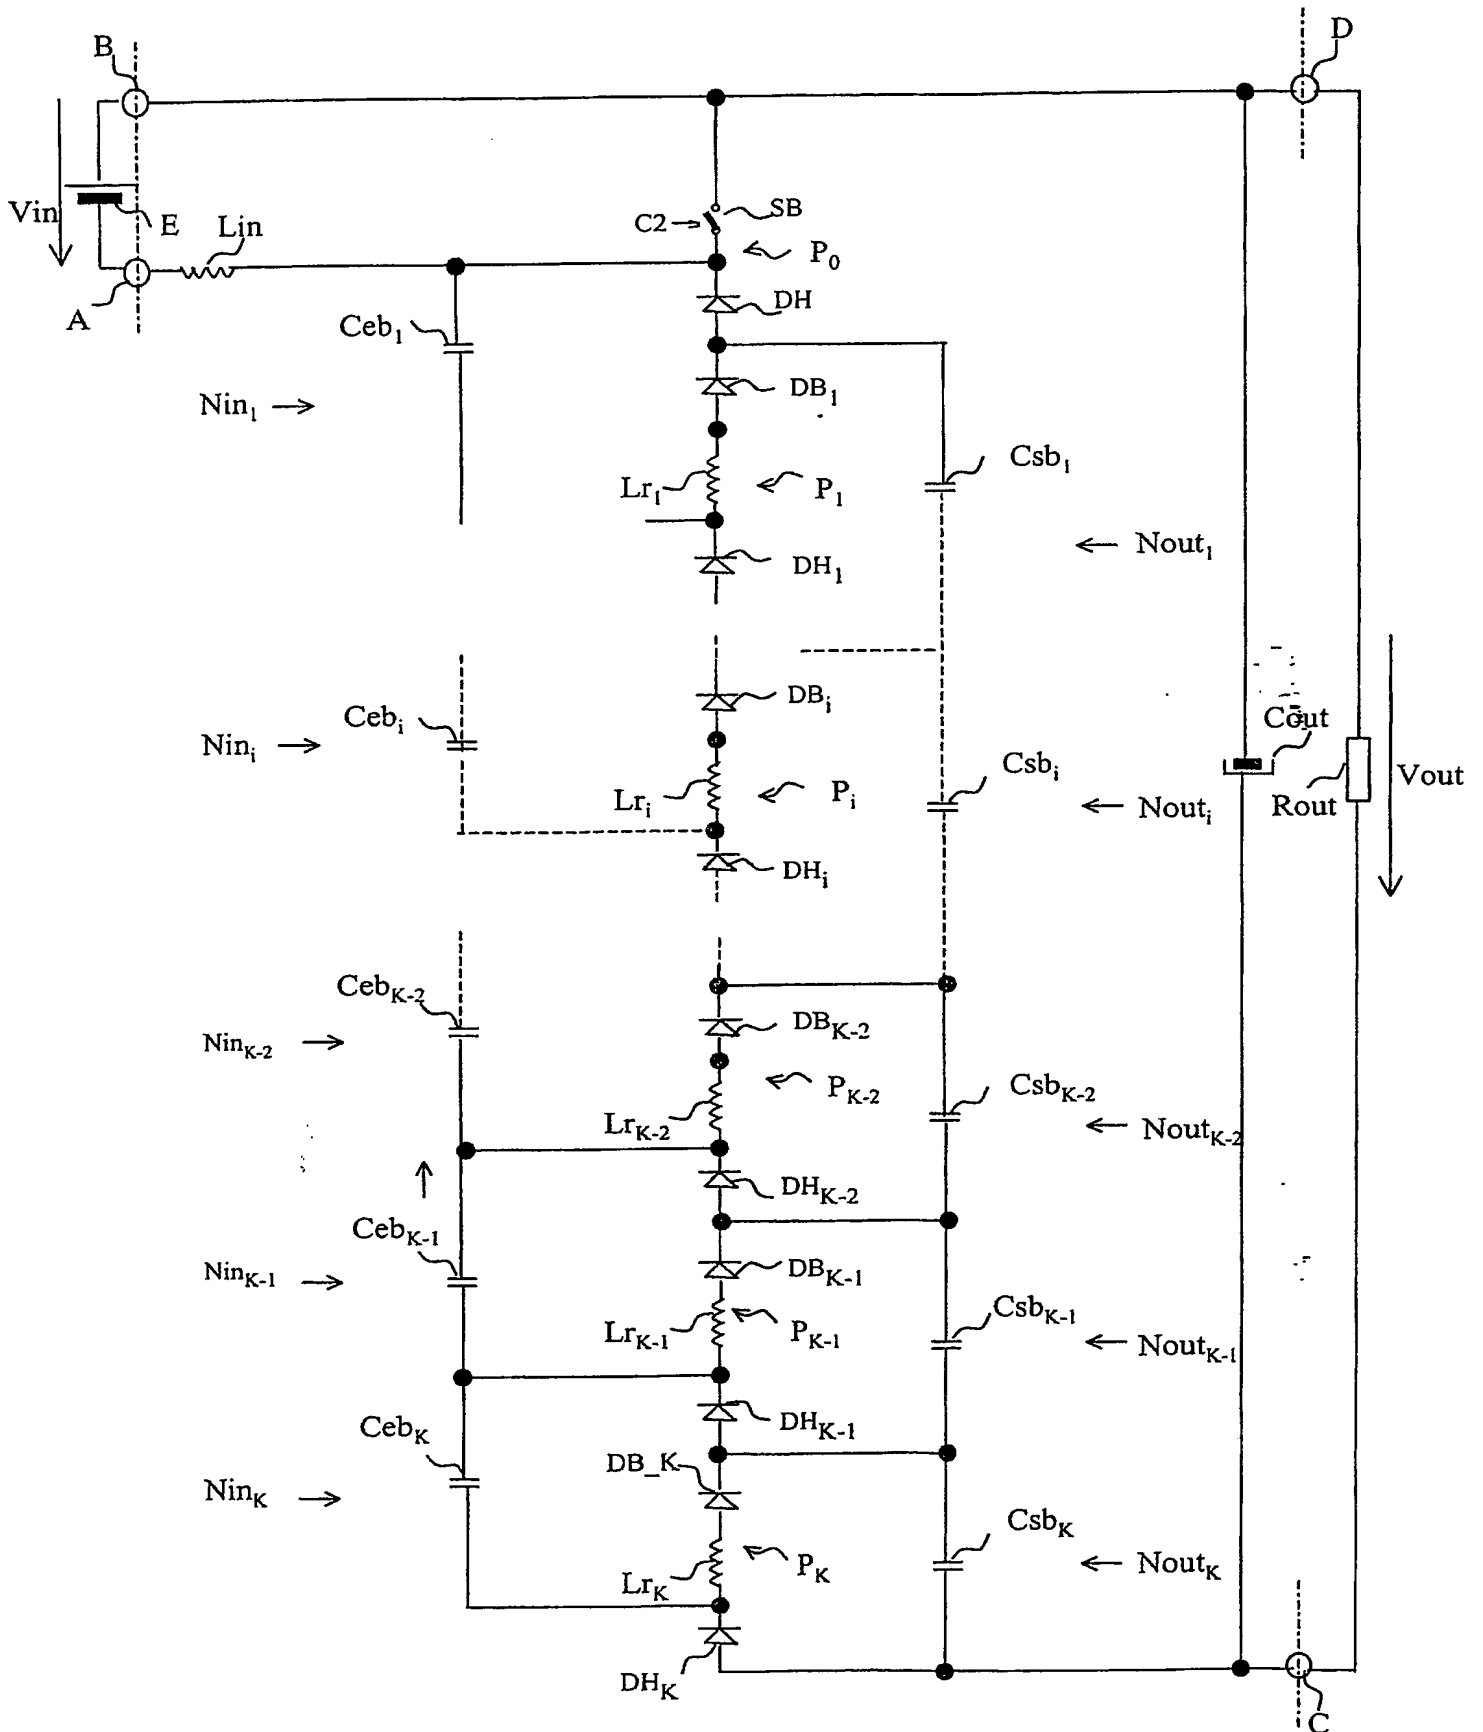 B
D
Vin
E
Lin
A
C2
SB
P0
DH
Ceb1
DB1
Nin1
Lr1
P1
Csb1
DH1
Nout1
DBi
Cebi
Nini
Lri
Pi
Csbi
Nouti
Cout
Rout
Vout
DHi
CebK-2
DBK-2
NinK-2
PK-2
CsbK-2
LrK-2
NoutK-2
DHK-2
CebK-1
DBK-1
NinK-1
LrK-1
PK-1
CsbK-1
NoutK-1
DHK-1
CebK
DB_K
NinK
CsbK
LrK
PK
NoutK
DHK
C